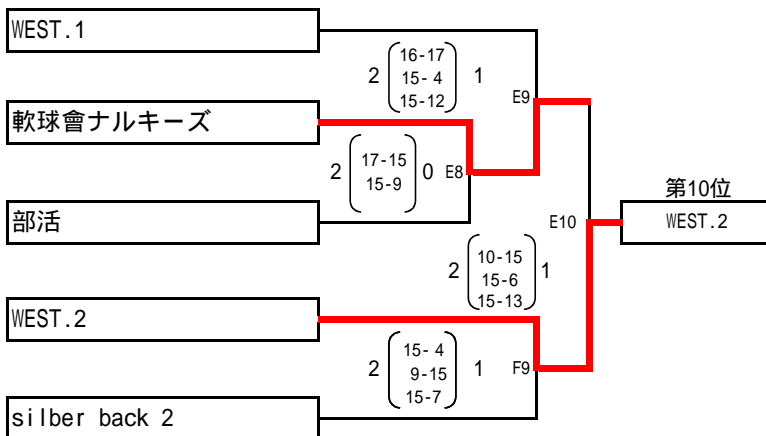 WEST.1
2 16-17 1
15- 4
15-12
E9
軟球會ナルキーズ
2 17-15 0 E8
15-9
第10位
部活
E10
WEST.2
2 10-15 1
15-6
15-13
WEST.2
2 15- 4 1 F9
9-15
15-7
silber back 2